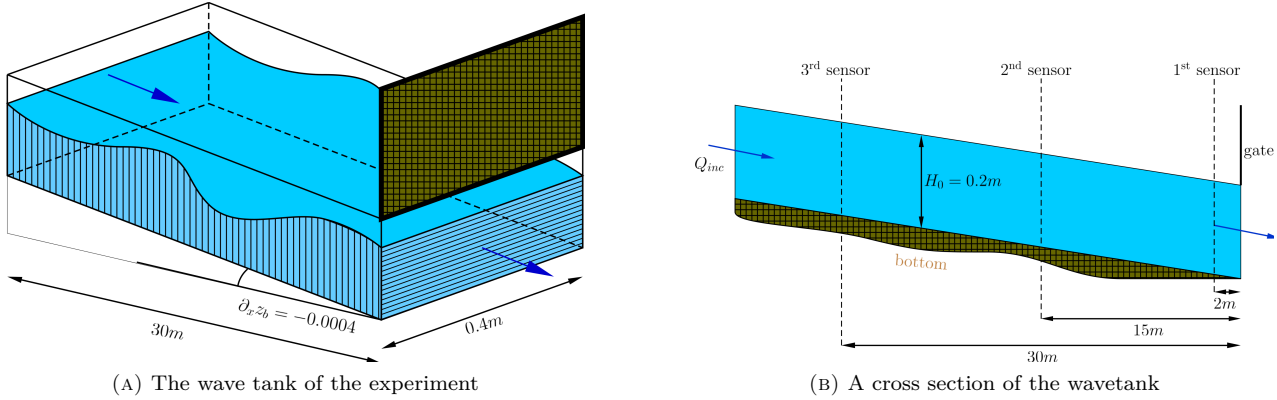 ∂ₓz_b = −0.0004
30m
0.4m
(A) The wave tank of the experiment
3rd sensor
2nd sensor
1st sensor
gate
Q_inc
H₀ = 0.2m
bottom
2m
15m
30m
(B) A cross section of the wavetank